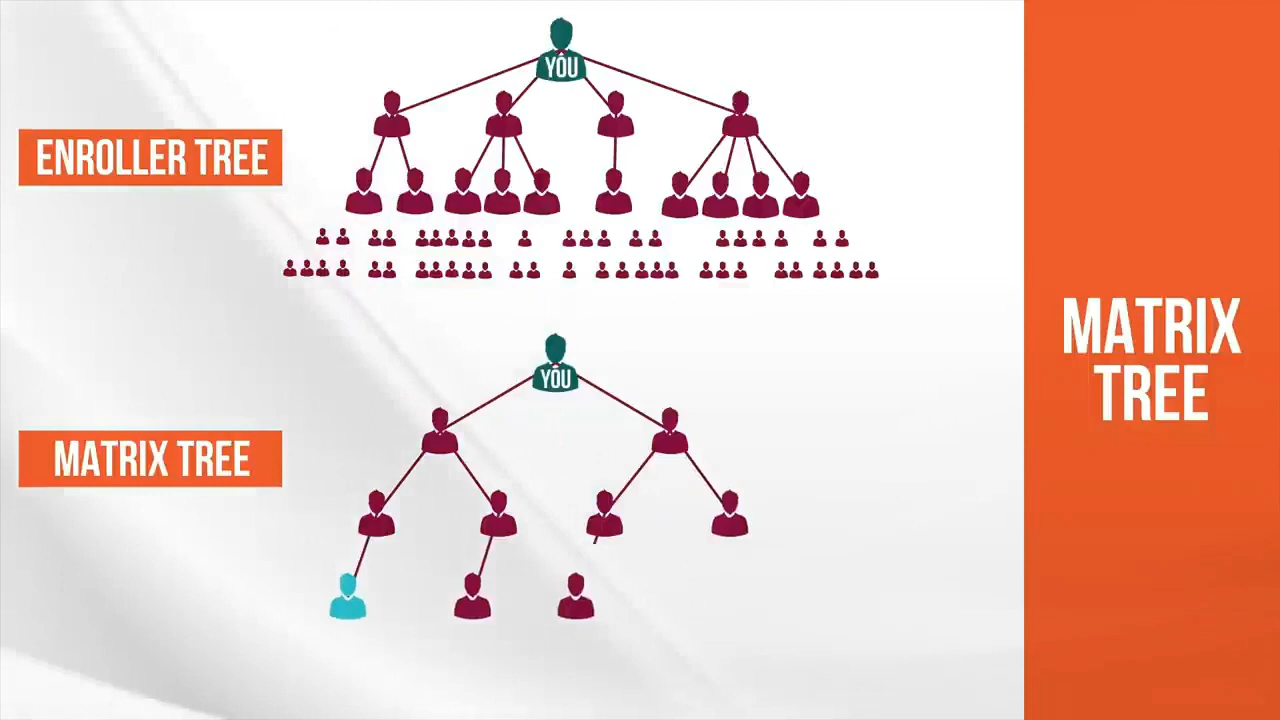 YOU
ENROLLER TREE
YOU
MATRIX TREE
MATRIX
TREE